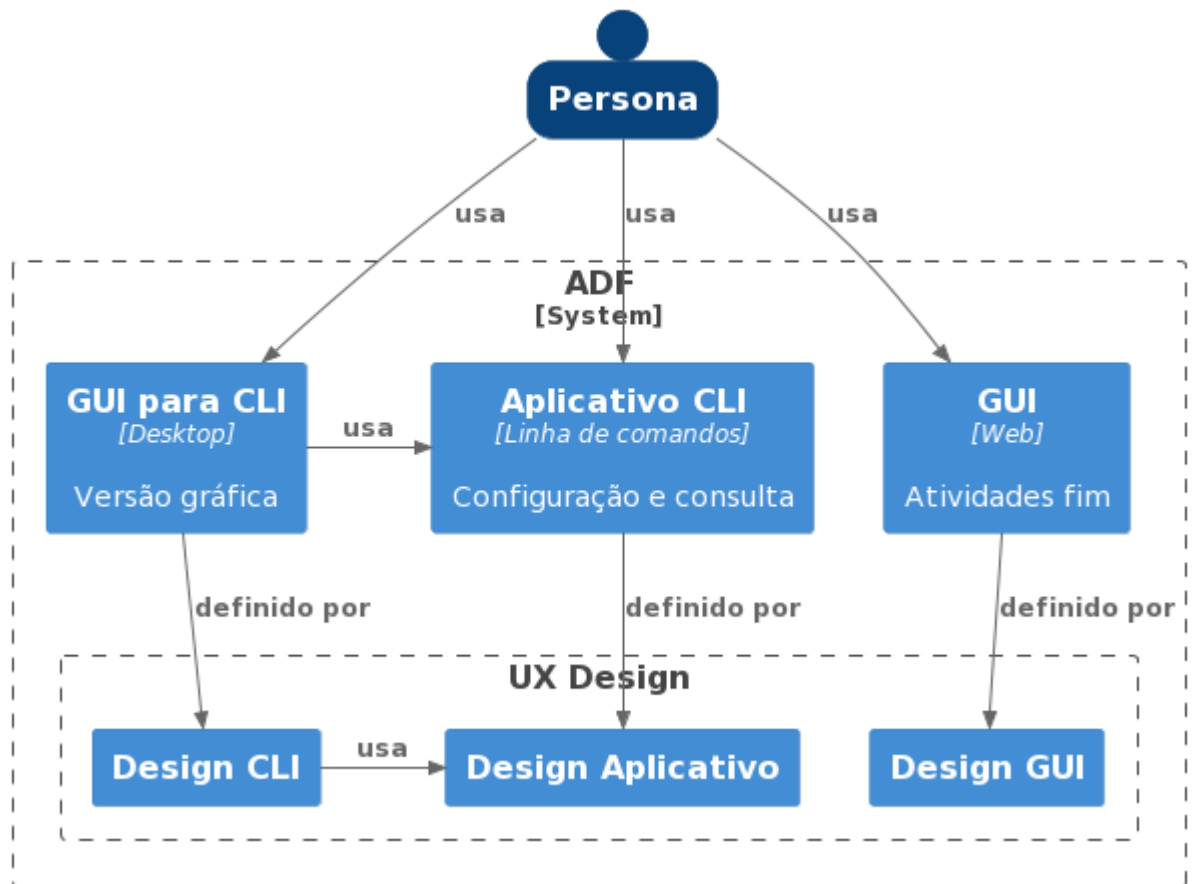 Persona
usa
usa
usa
ADF
[System]
GUI para CLI
[Desktop]
Versão gráfica
usa
Aplicativo CLI
[Linha de comandos]
Configuração e consulta
GUI
[Web]
Atividades fim
definido por
definido por
definido por
UX Design
Design CLI
usa
Design Aplicativo
Design GUI